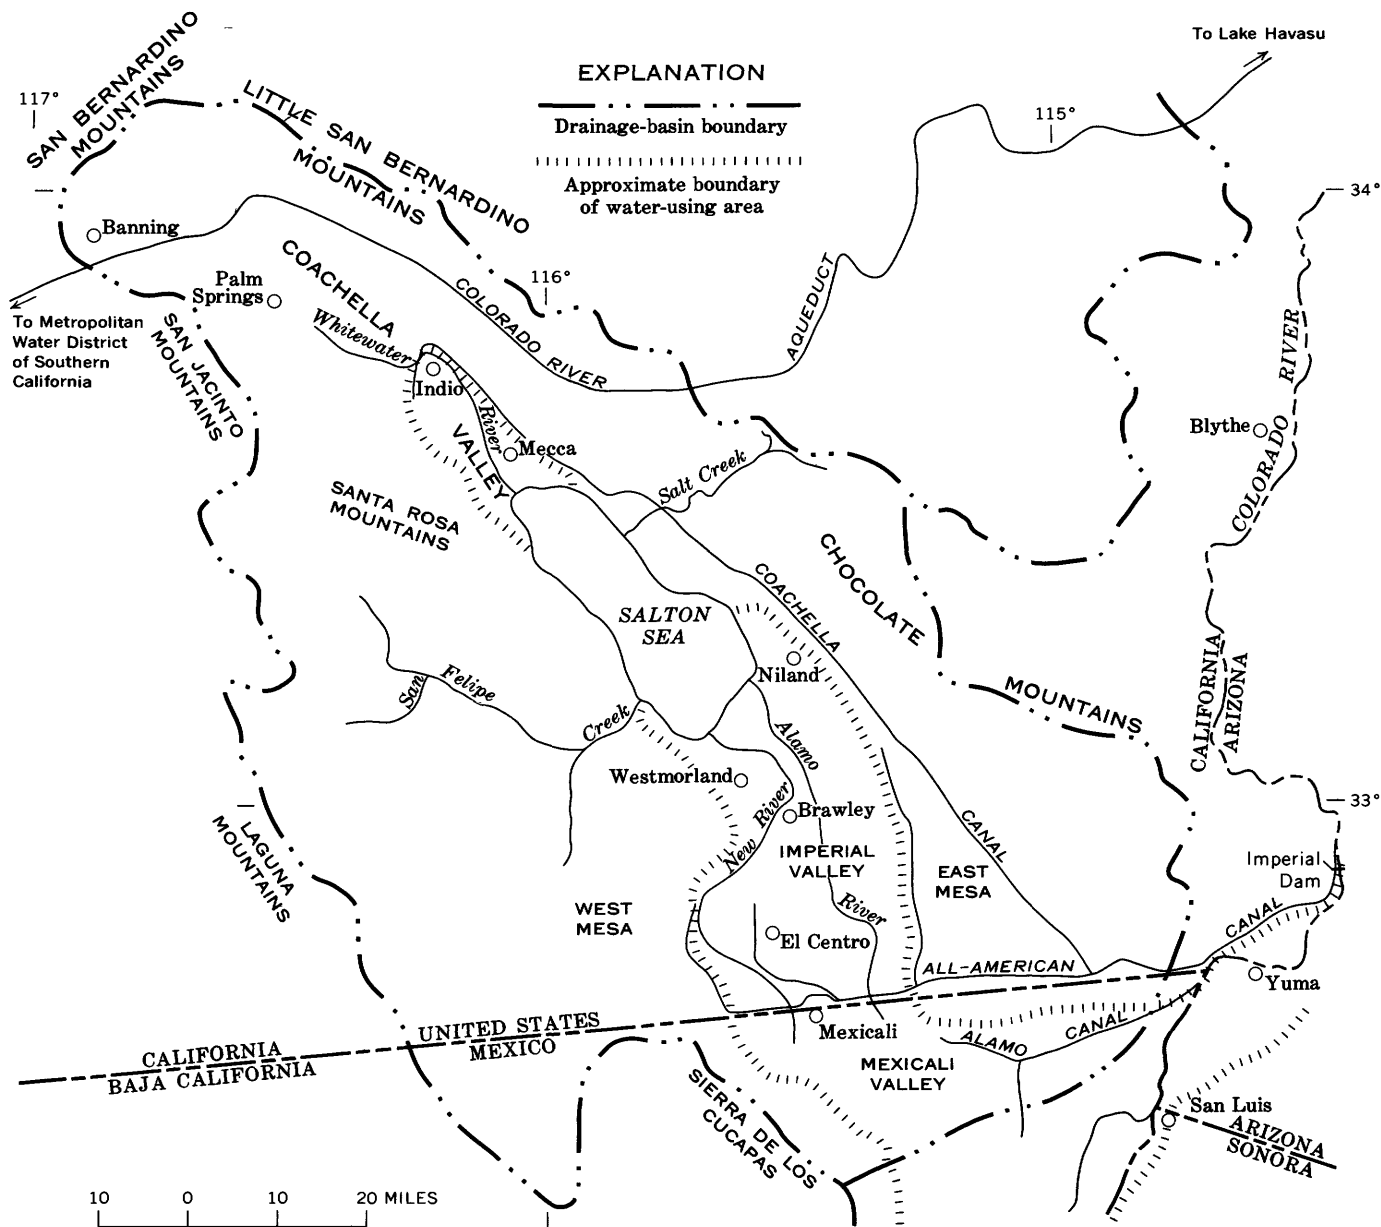 To Lake Havasu
EXPLANATION
Drainage-basin boundary
Approximate boundary
of water-using area
117°
SAN BERNARDINO
MOUNTAINS
LITTLE SAN BERNARDINO
MOUNTAINS
115°
34°
Banning
Palm
Springs
COACHELLA
VALLEY
116°
COLORADO RIVER
AQUEDUCT
To Metropolitan
Water District
of Southern
California
SAN JACINTO
MOUNTAINS
Whitewater
River
Indio
Mecca
COLORADO RIVER
Blythe
Salt Creek
SANTA ROSA
MOUNTAINS
SALTON
SEA
COACHELLA
CANAL
CHOCOLATE
MOUNTAINS
Niland
San Felipe
Creek
CALIFORNIA
ARIZONA
Alamo
River
Westmorland
New River
Brawley
33°
LAGUNA
MOUNTAINS
IMPERIAL
VALLEY
EAST
MESA
Imperial
Dam
WEST
MESA
El Centro
ALL-AMERICAN
CANAL
Yuma
UNITED STATES
MEXICO
CALIFORNIA
BAJA CALIFORNIA
Mexicali
ALAMO
CANAL
MEXICALI
VALLEY
SIERRA DE LOS
CUCAPAS
San Luis
ARIZONA
SONORA
10 0 10 20 MILES